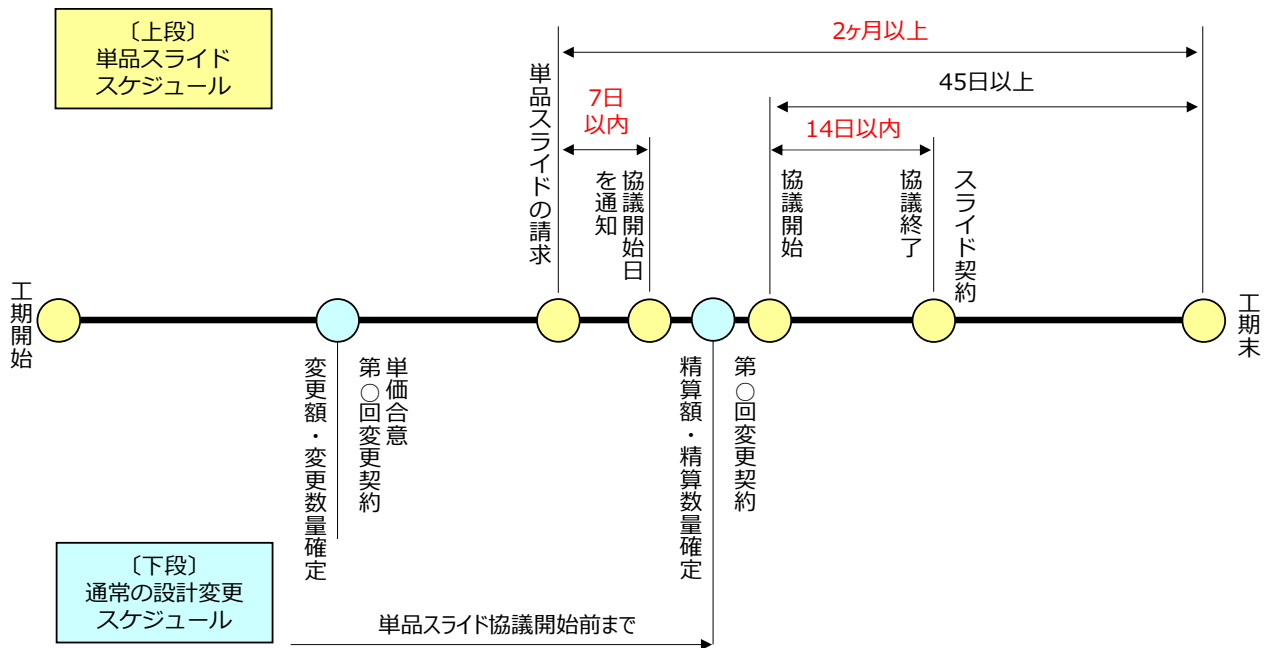 〔上段〕
単品スライド
スケジュール
2ヶ月以上
45日以上
7日
以内
14日以内
単品スライドの請求
協議開始日
を通知
協議開始
協議終了
スライド契約
工期開始
工期末
単価合意
第○回変更契約
変更額・変更数量確定
第○回変更契約
精算額・精算数量確定
〔下段〕
通常の設計変更
スケジュール
単品スライド協議開始前まで